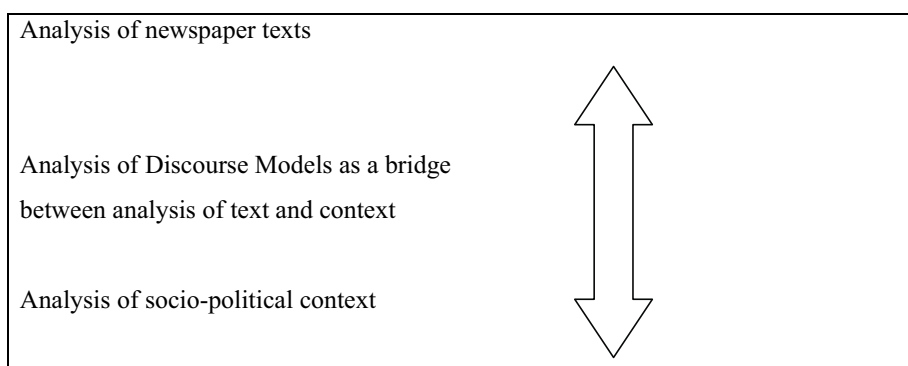 Analysis of newspaper texts
Analysis of Discourse Models as a bridge
between analysis of text and context
Analysis of socio-political context